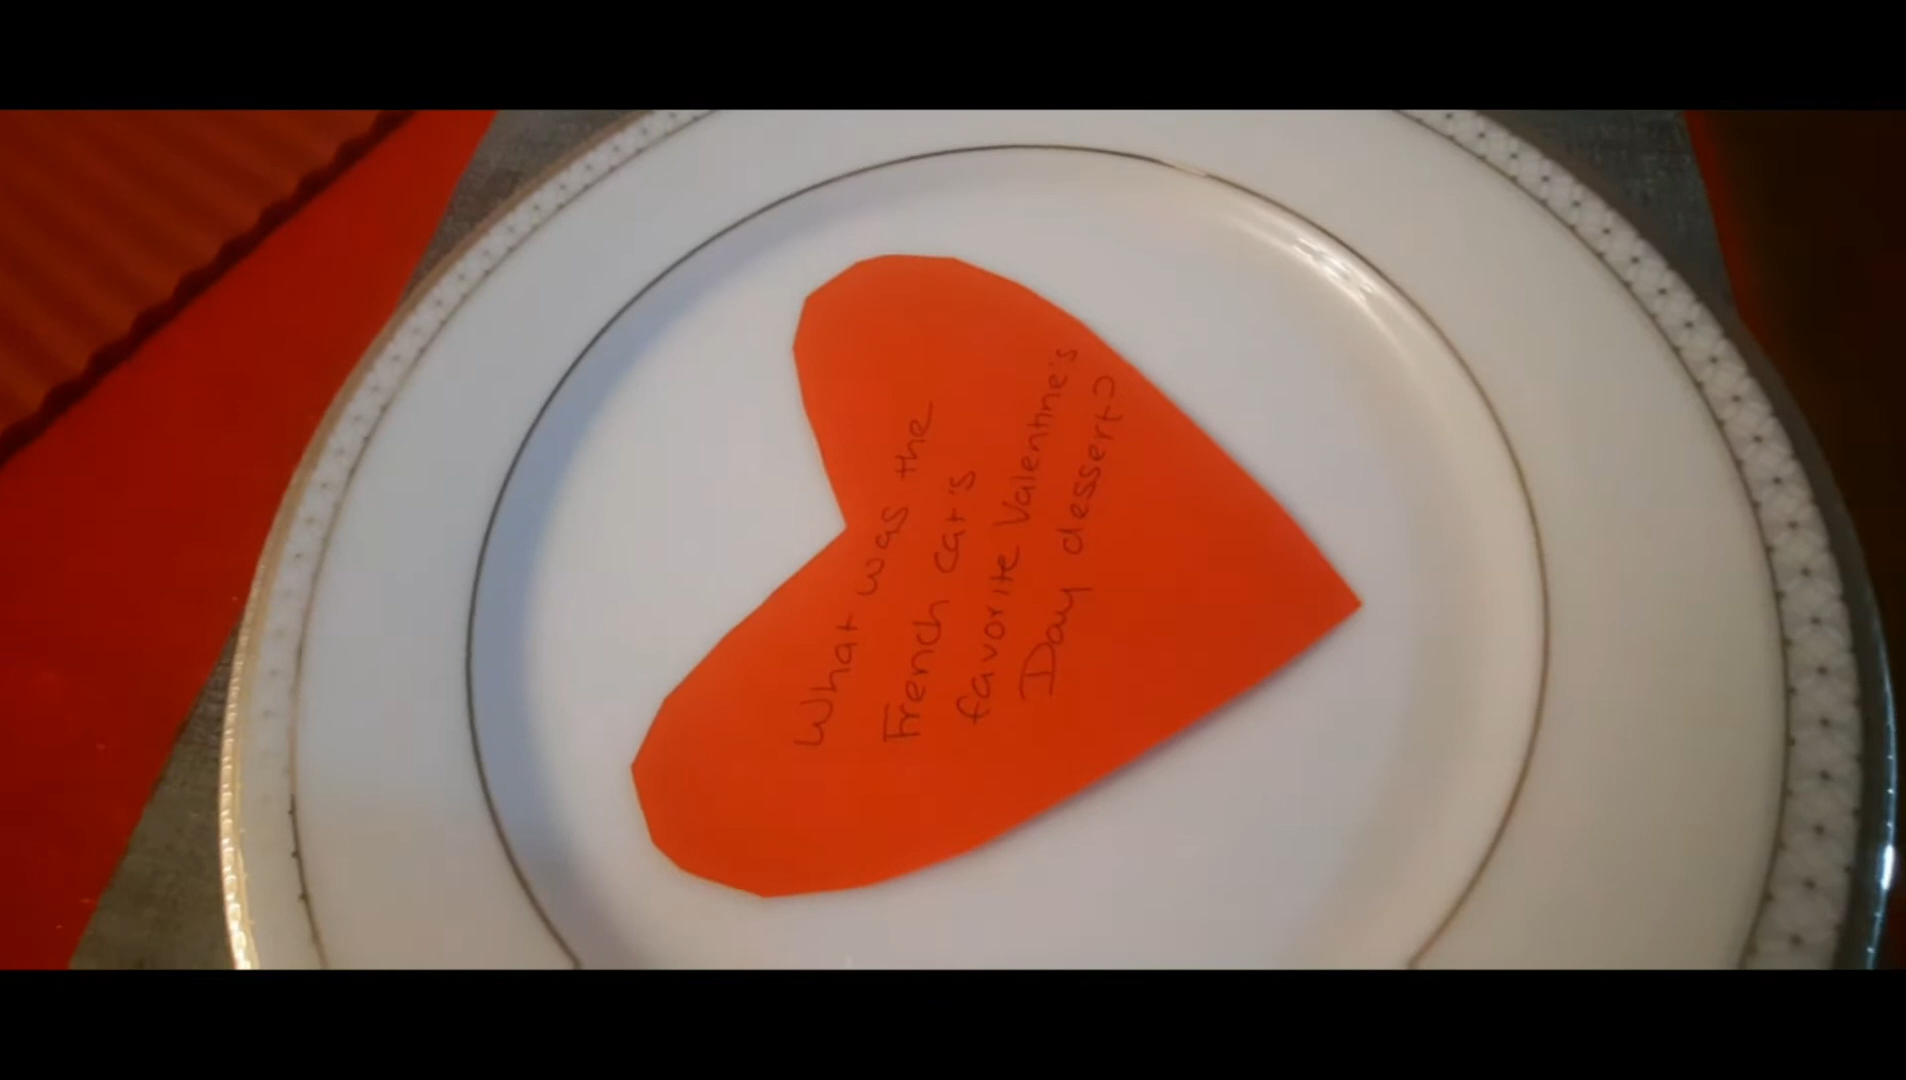 What was the
French cat's
favorite Valentine's
Day dessert?